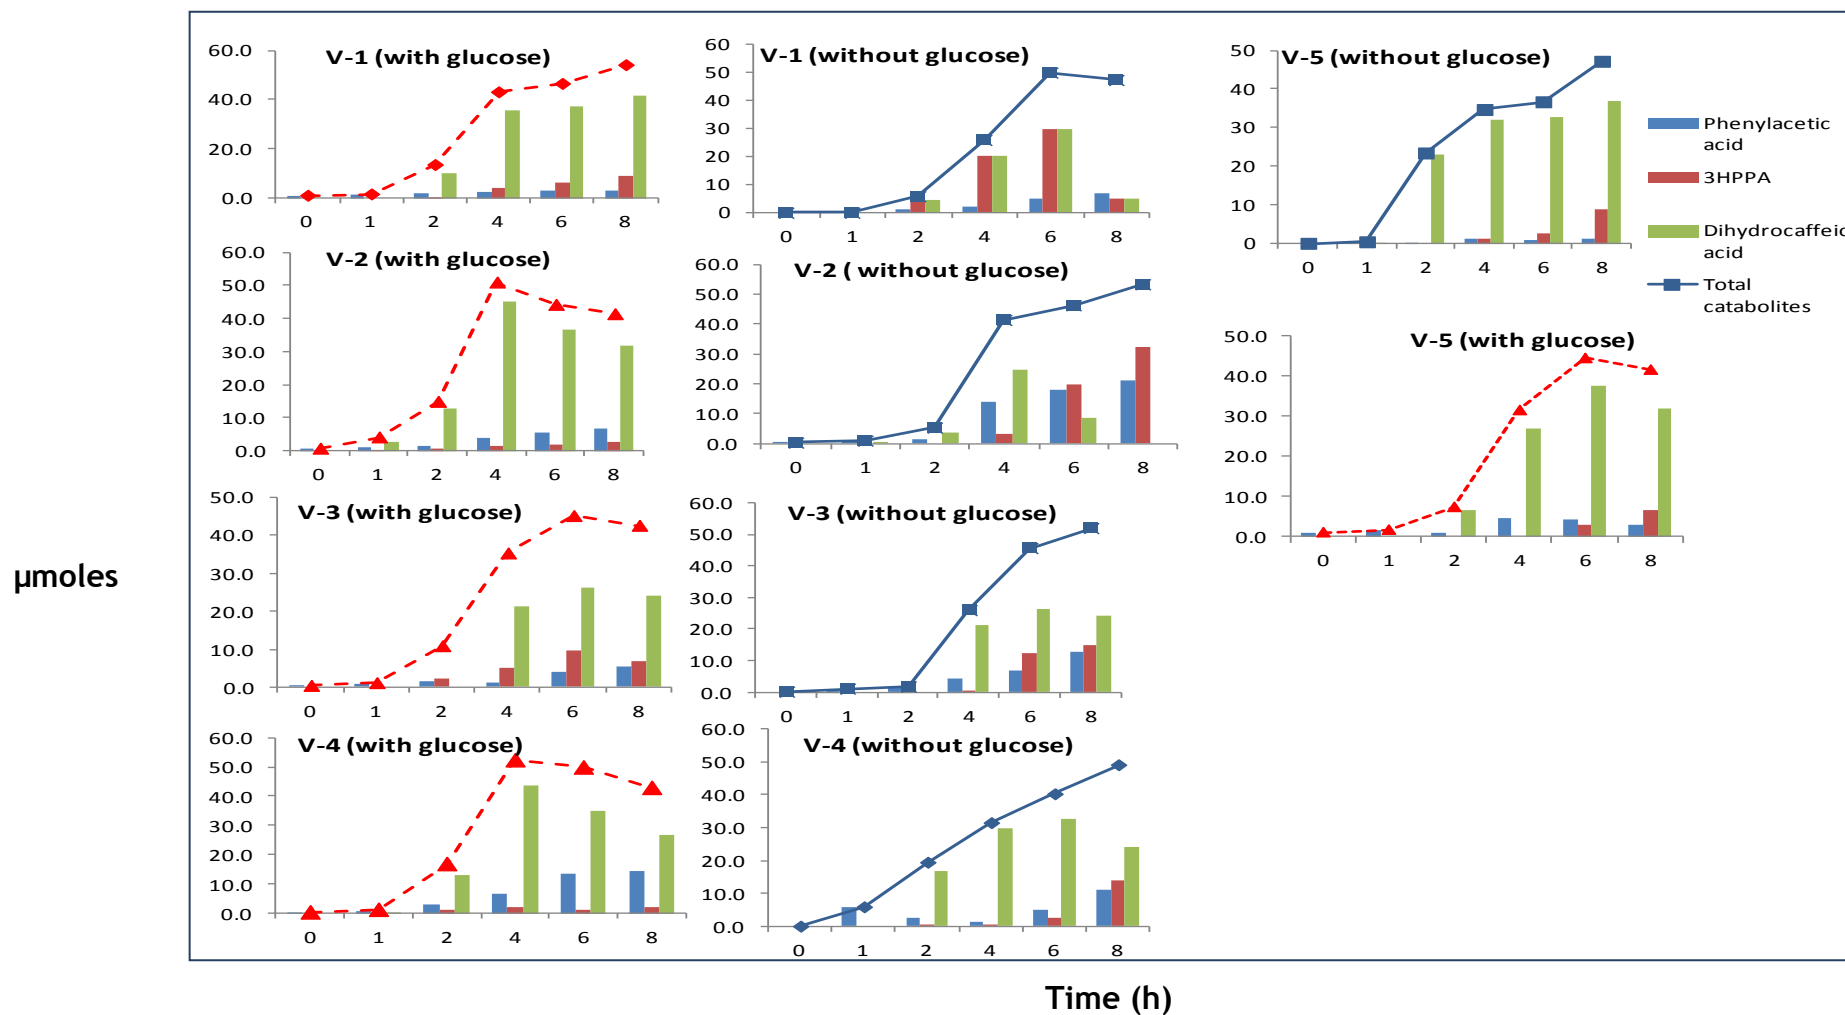 V-1 (with glucose)
60.0
40.0
20.0
0.0
0 1 2 4 6 8
V-1 (without glucose)
60
50
40
30
20
10
0
0 1 2 4 6 8
V-5 (without glucose)
50
40
30
20
10
0
0 1 2 4 6 8
Phenylacetic
acid
3HPPA
Dihydrocaffeic
acid
Total
catabolites
V-2 (with glucose)
60.0
50.0
40.0
30.0
20.0
10.0
0.0
0 1 2 4 6 8
V-2 ( without glucose)
60.0
50.0
40.0
30.0
20.0
10.0
0.0
0 1 2 4 6 8
V-5 (with glucose)
50.0
40.0
30.0
20.0
10.0
0.0
0 1 2 4 6 8
V-3 (with glucose)
50.0
40.0
30.0
20.0
10.0
0.0
0 1 2 4 6 8
V-3 (without glucose)
60.0
50.0
40.0
30.0
20.0
10.0
0.0
0 1 2 4 6 8
µmoles
V-4 (with glucose)
60.0
50.0
40.0
30.0
20.0
10.0
0.0
0 1 2 4 6 8
V-4 (without glucose)
60.0
50.0
40.0
30.0
20.0
10.0
0.0
0 1 2 4 6 8
Time (h)